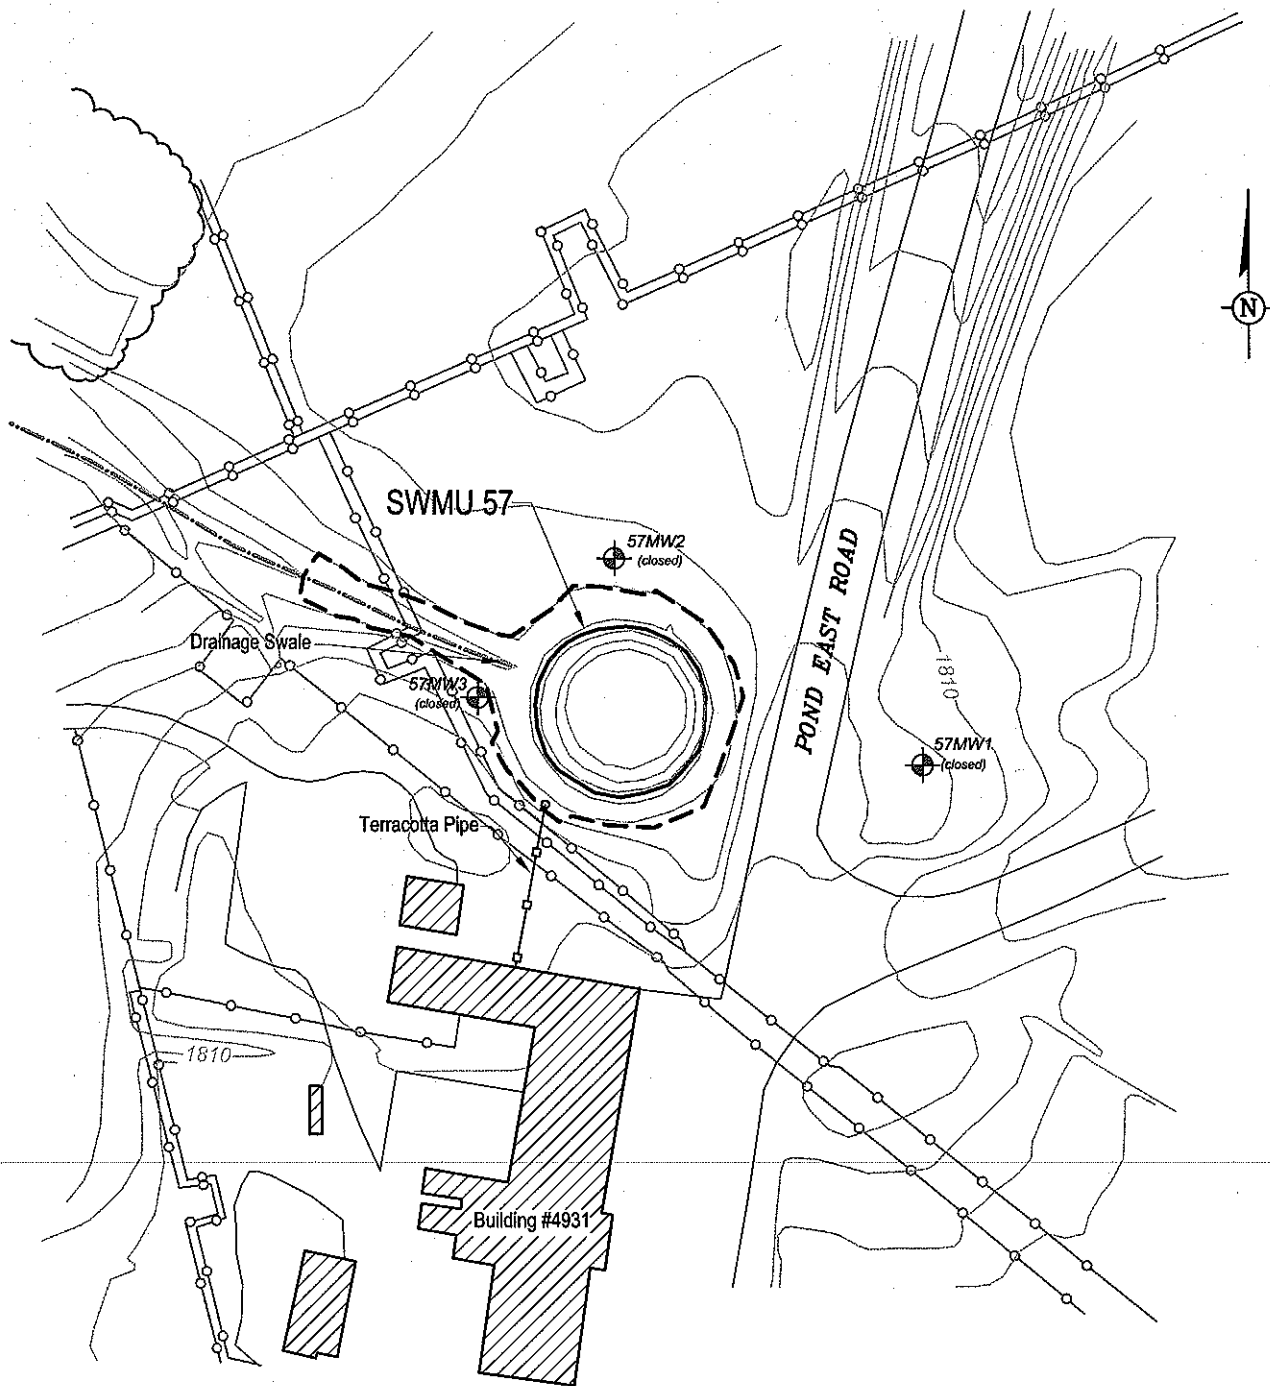 N
SWMU 57
57MW2
(closed)
POND EAST ROAD
Drainage Swale
1810
57MW3
(closed)
57MW1
(closed)
Terracotta Pipe
1810
Building #4931